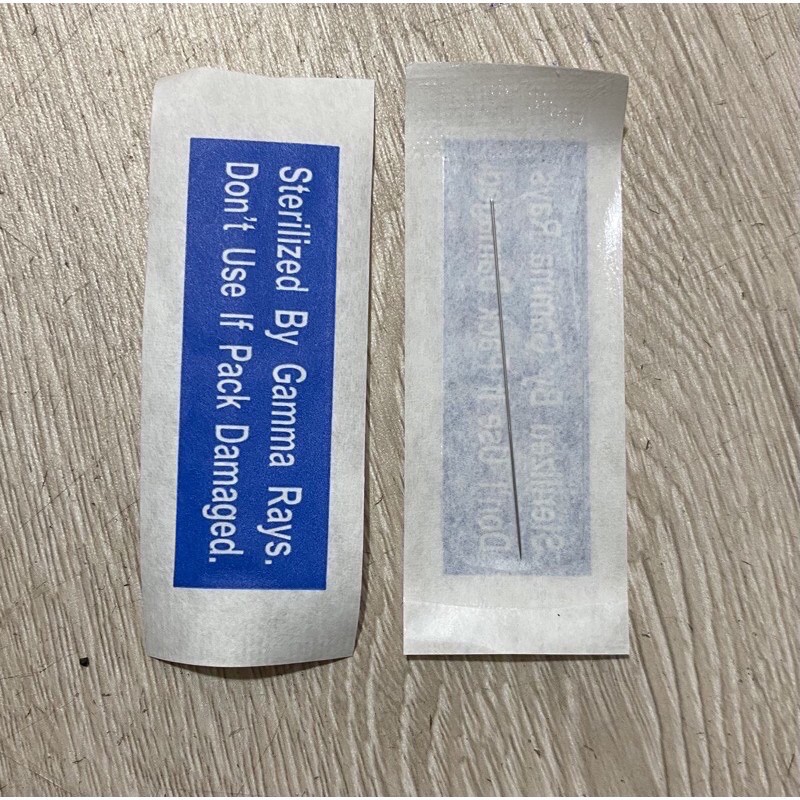 Sterilized By Gamma Rays.
Don't Use If Pack Damaged.